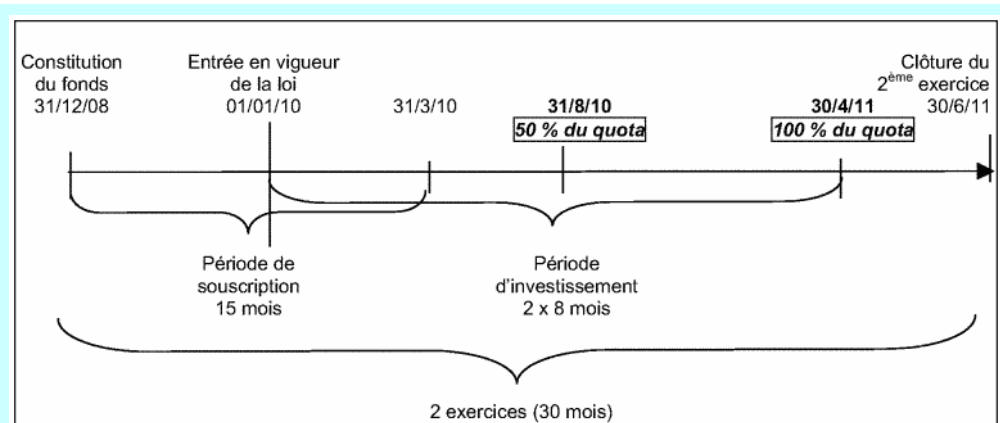 Constitution
du fonds
31/12/08
Entrée en vigueur
de la loi
01/01/10
31/3/10
31/8/10
50 % du quota
30/4/11
100 % du quota
Clôture du
2ème exercice
30/6/11
Période de
souscription
15 mois
Période
d'investissement
2 x 8 mois
2 exercices (30 mois)